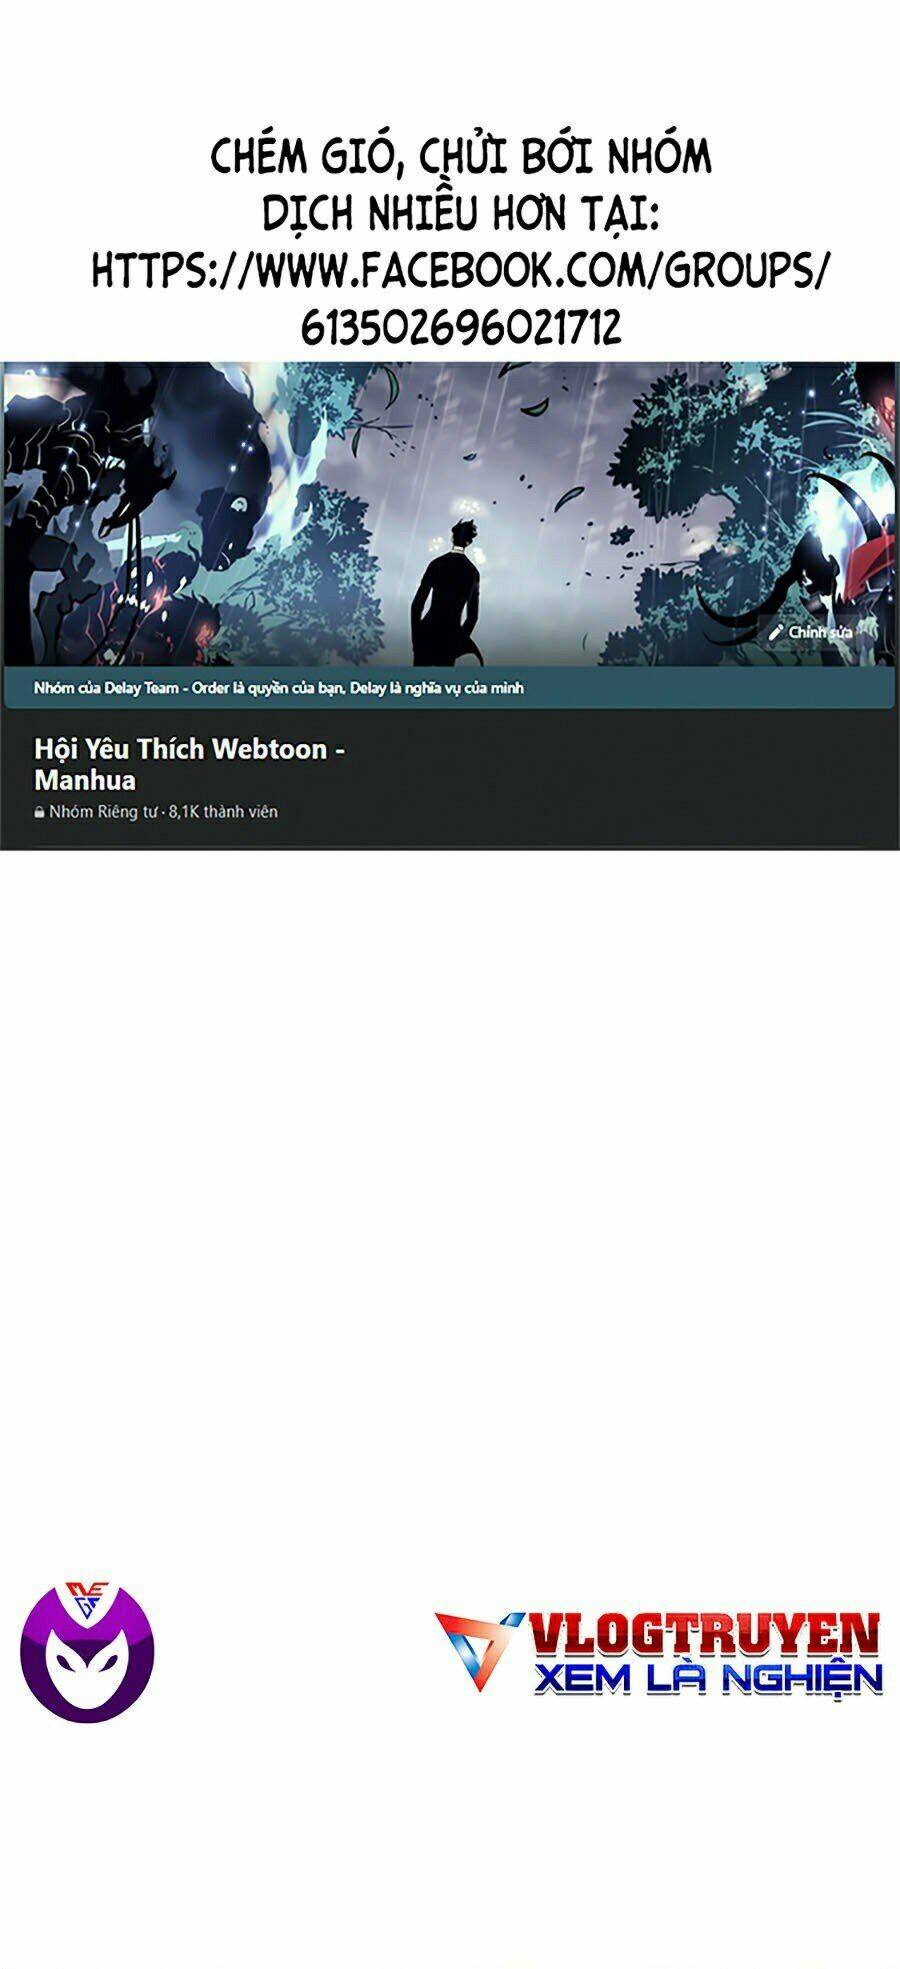 CHÉM GIÓ, CHỬI BỚI NHÓM
DỊCH NHIỀU HƠN TẠI:
HTTPS://WWW.FACEBOOK.COM/GROUPS/
613502696021712
Chỉnh sửa
Nhóm của Delay Team - Order là quyền của bạn, Delay là nghĩa vụ của mình
Hội Yêu Thích Webtoon -
Manhua
Nhóm Riêng tư · 8,1K thành viên
VLOGTRUYEN
XEM LÀ NGHIỆN